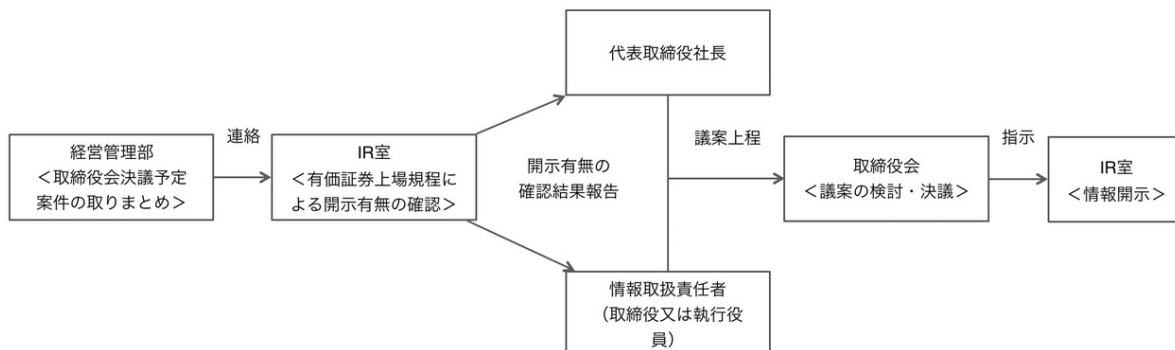 代表取締役社長
連絡
経営管理部
＜取締役会決議予定
案件の取りまとめ＞
IR室
＜有価証券上場規程に
よる開示有無の確認＞
開示有無の
確認結果報告
議案上程
取締役会
＜議案の検討・決議＞
指示
IR室
＜情報開示＞
情報取扱責任者
（取締役又は執行役
員）